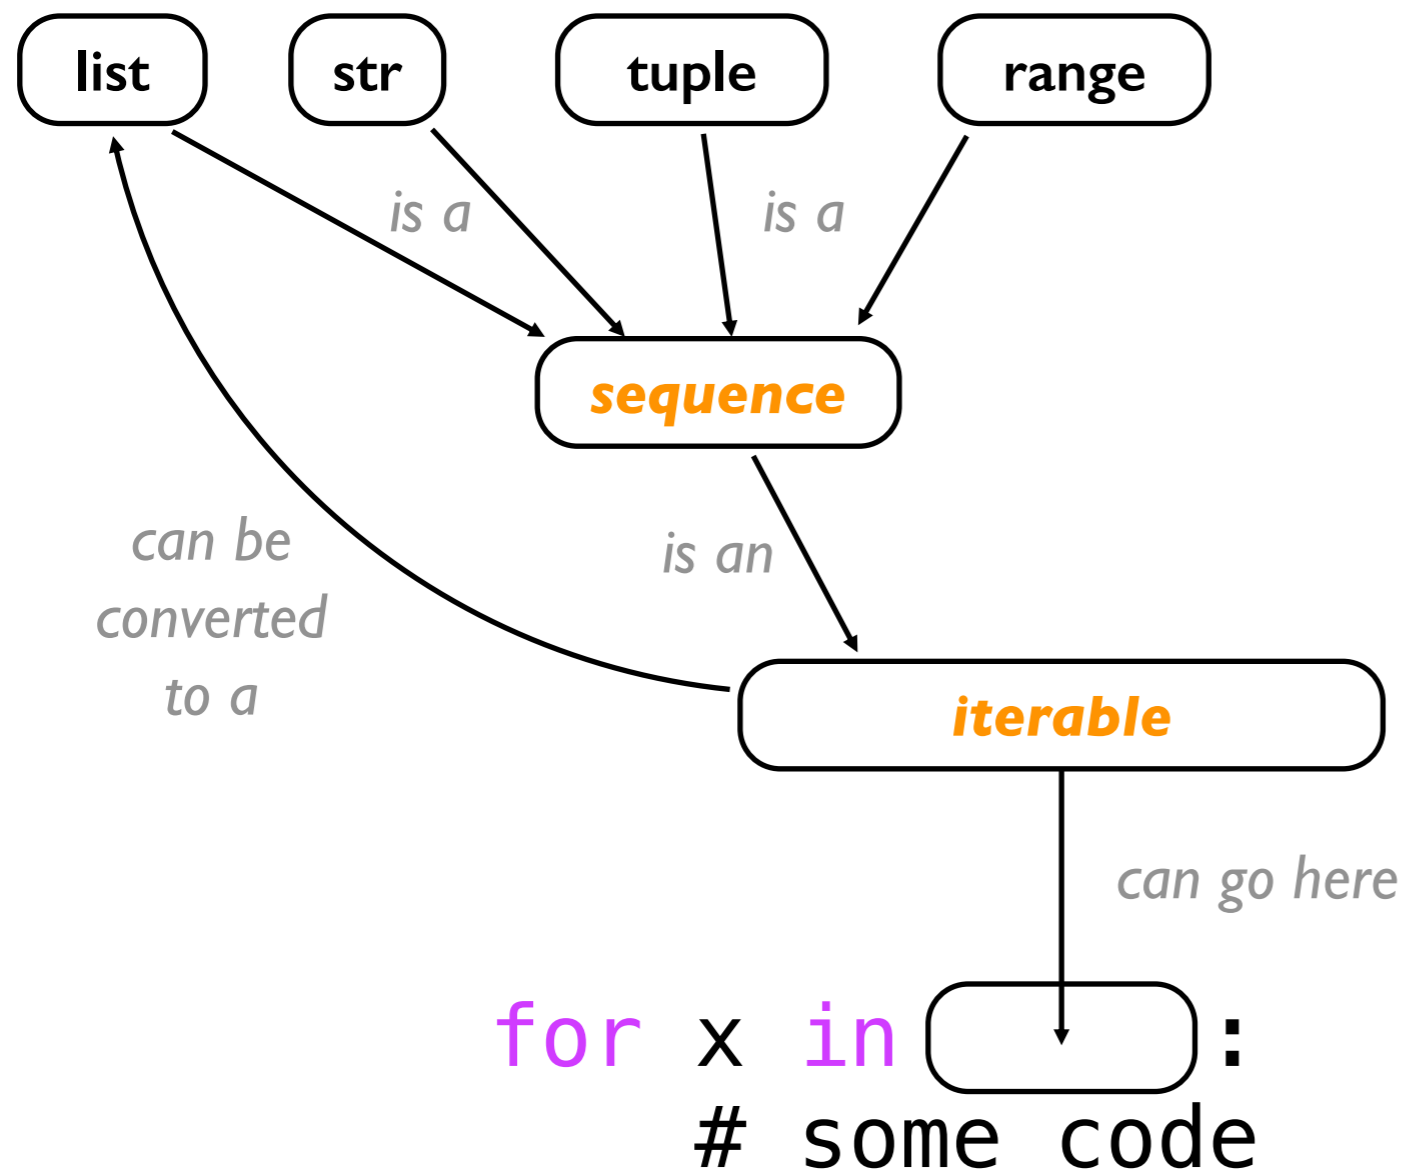 list
str
tuple
range
is a
is a
sequence
can be
converted
to a
is an
iterable
can go here
for x in :
# some code